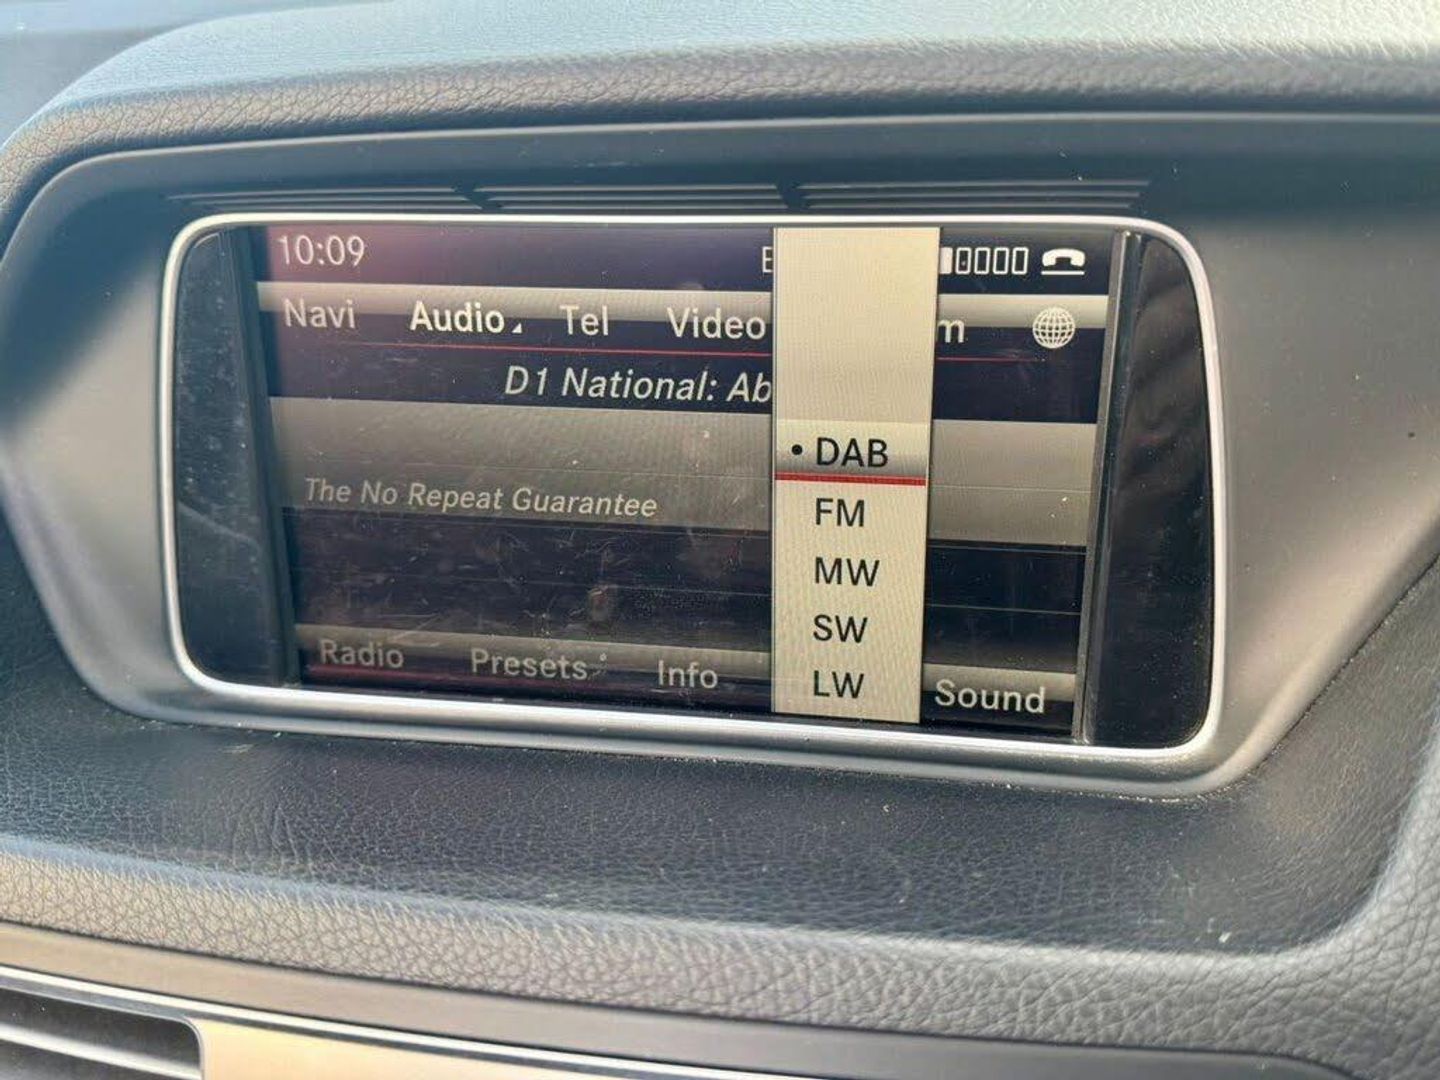 10:09
Navi Audio Tel Video
D1 National: Ab
The No Repeat Guarantee
DAB
FM
MW
SW
LW
Radio Presets Info Sound